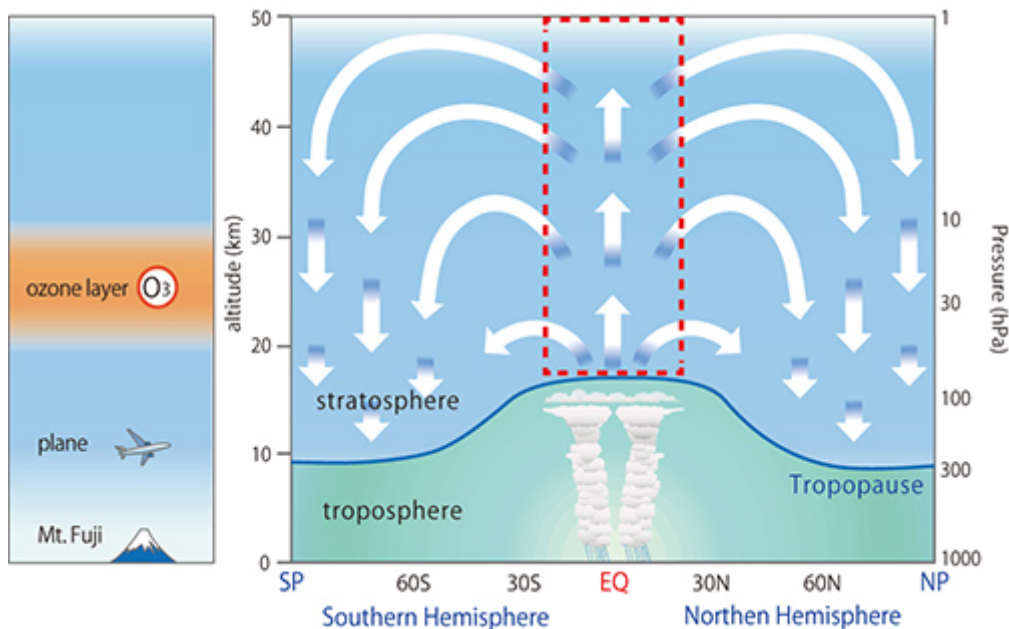 ozone layer O3
plane
Mt. Fuji
altitude (km)
50
40
30
20
10
0
stratosphere
troposphere
Tropopause
Pressure (hPa)
1
10
30
100
300
1000
SP 60S 30S EQ 30N 60N NP
Southern Hemisphere Northen Hemisphere